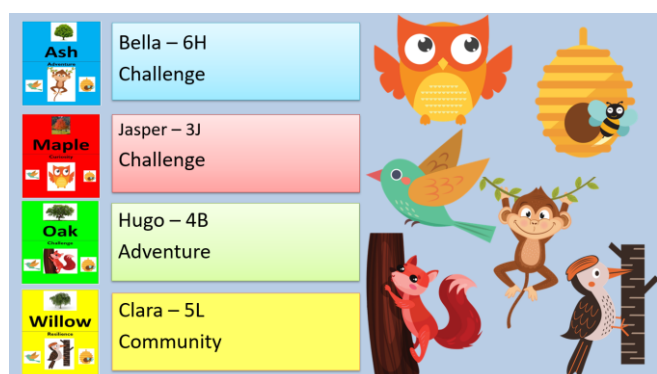 Ash
Adventure
Bella – 6H
Challenge
Maple
Jasper – 3J
Challenge
Oak
Challenge
Hugo – 4B
Adventure
Willow
Resilience
Clara – 5L
Community